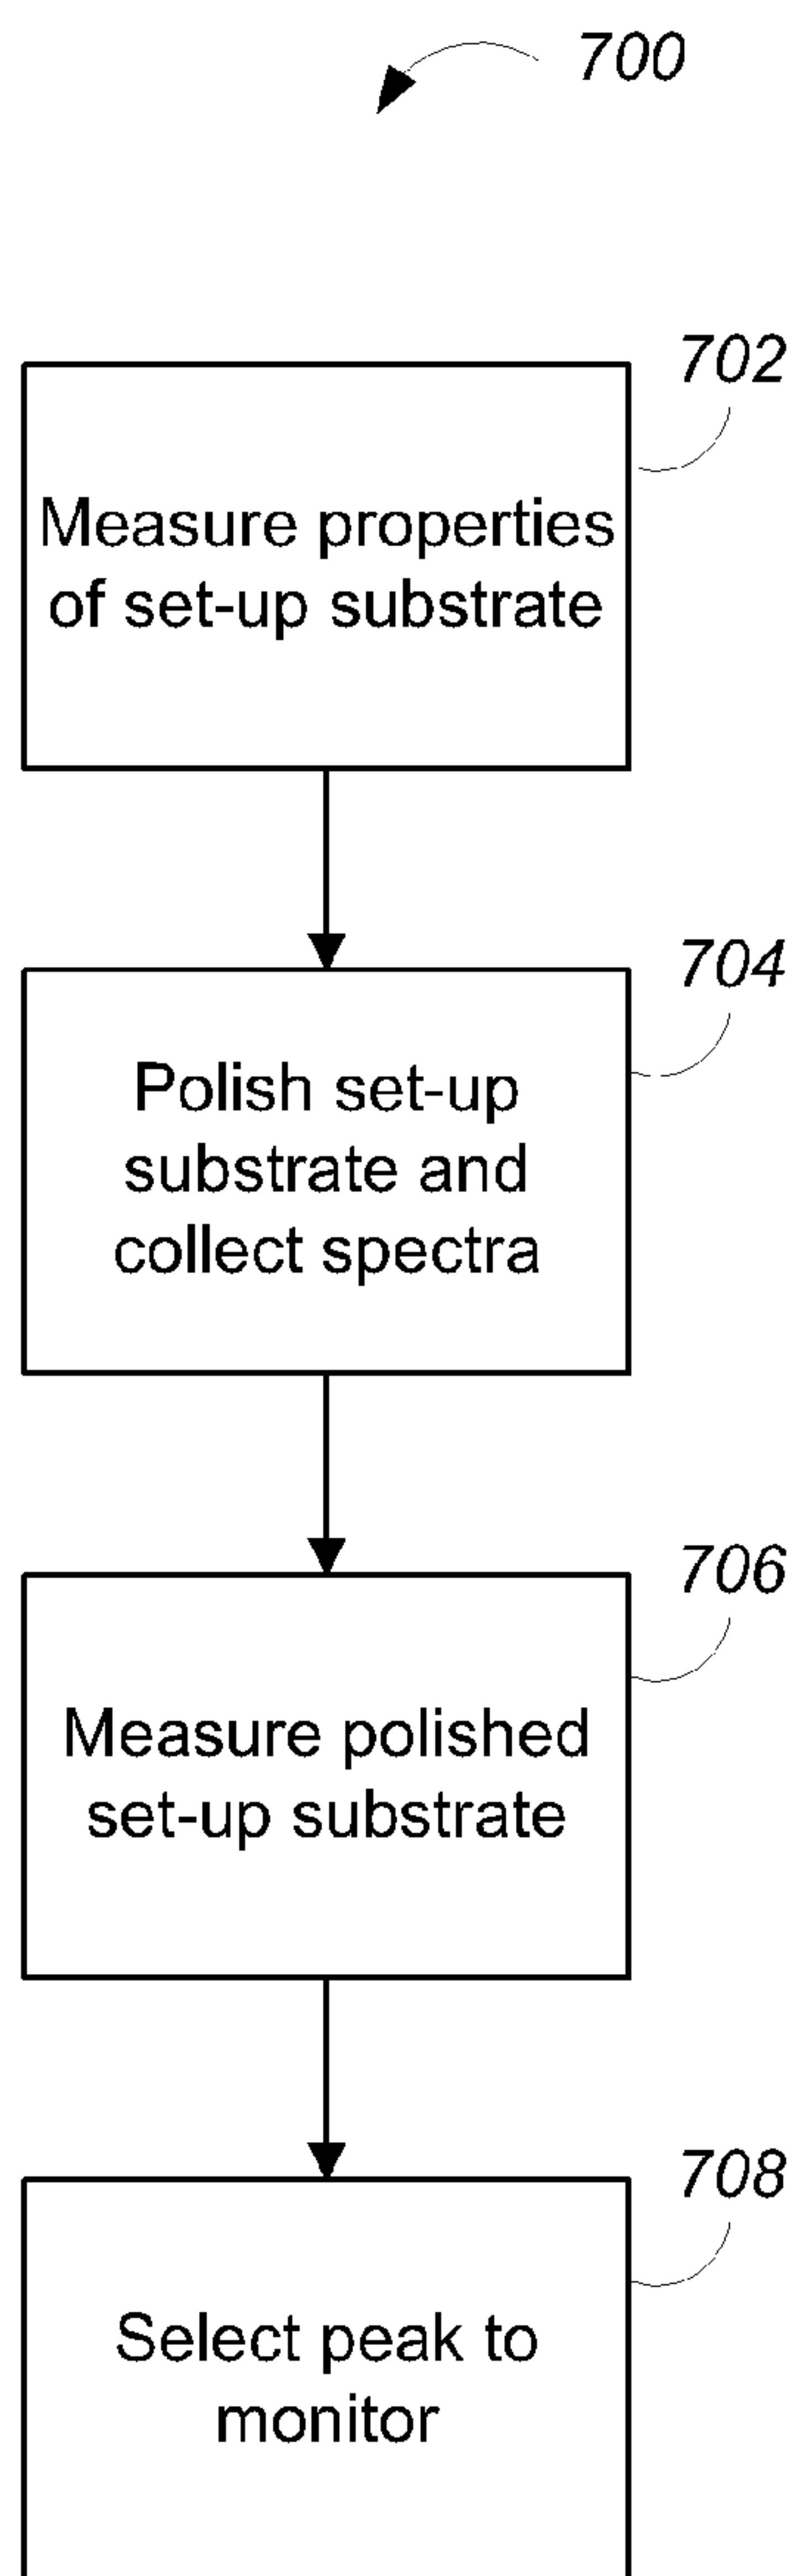 700
702
Measure properties
of set-up substrate
704
Polish set-up
substrate and
collect spectra
706
Measure polished
set-up substrate
708
Select peak to
monitor